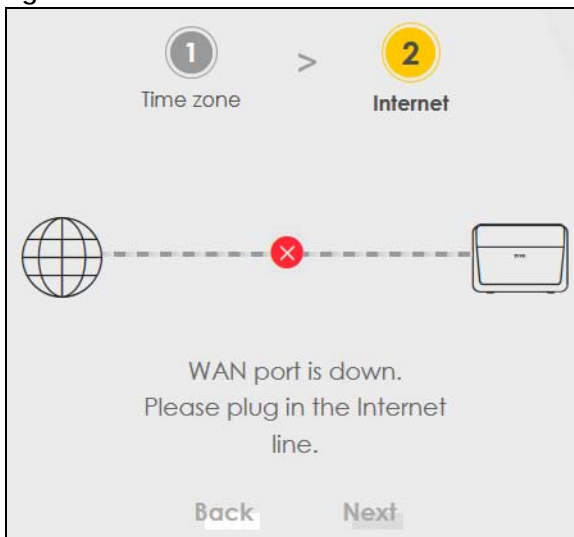 1 > 2
Time zone Internet
WAN port is down.
Please plug in the Internet
line.
Back Next